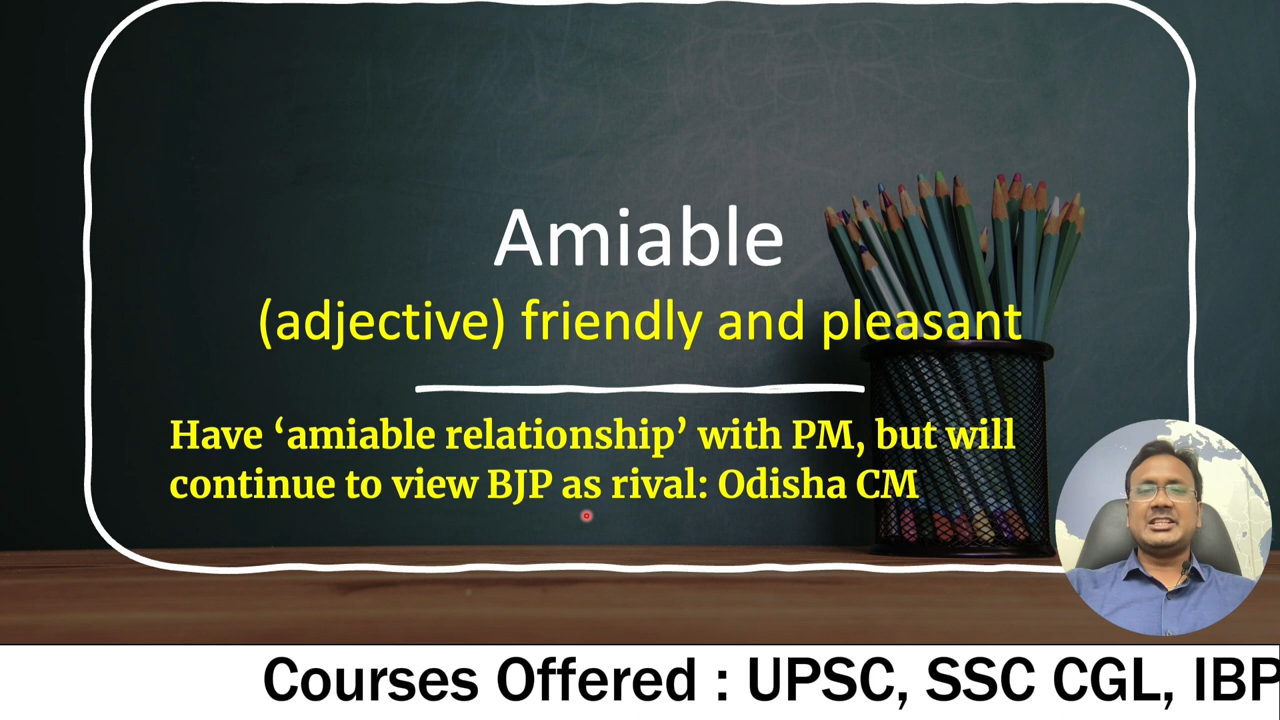 Amiable
(adjective) friendly and pleasant
Have ‘amiable relationship’ with PM, but will
continue to view BJP as rival: Odisha CM
Courses Offered : UPSC, SSC CGL, IBP